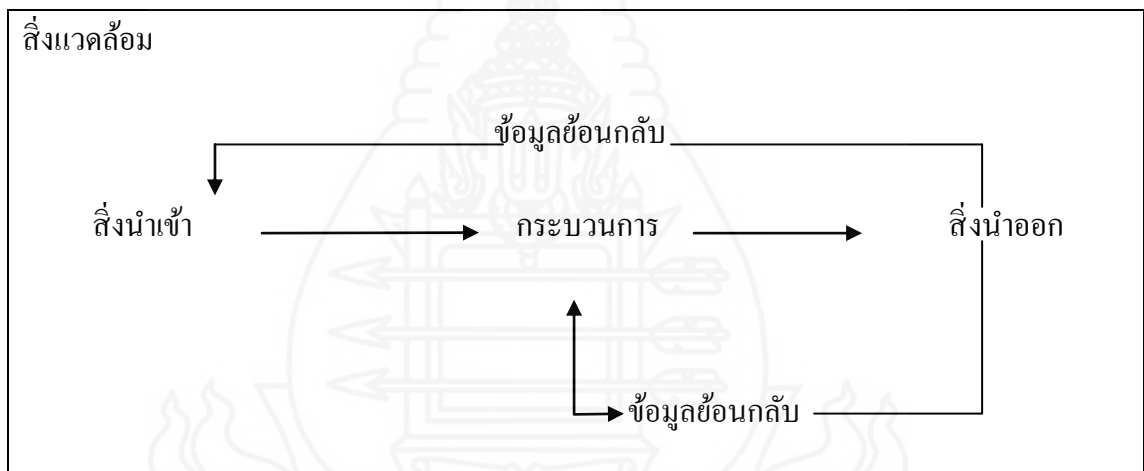 สิ่งแวดล้อม
ข้อมูลย้อนกลับ
สิ่งนำเข้า กระบวนการ สิ่งนำออก
ข้อมูลย้อนกลับ